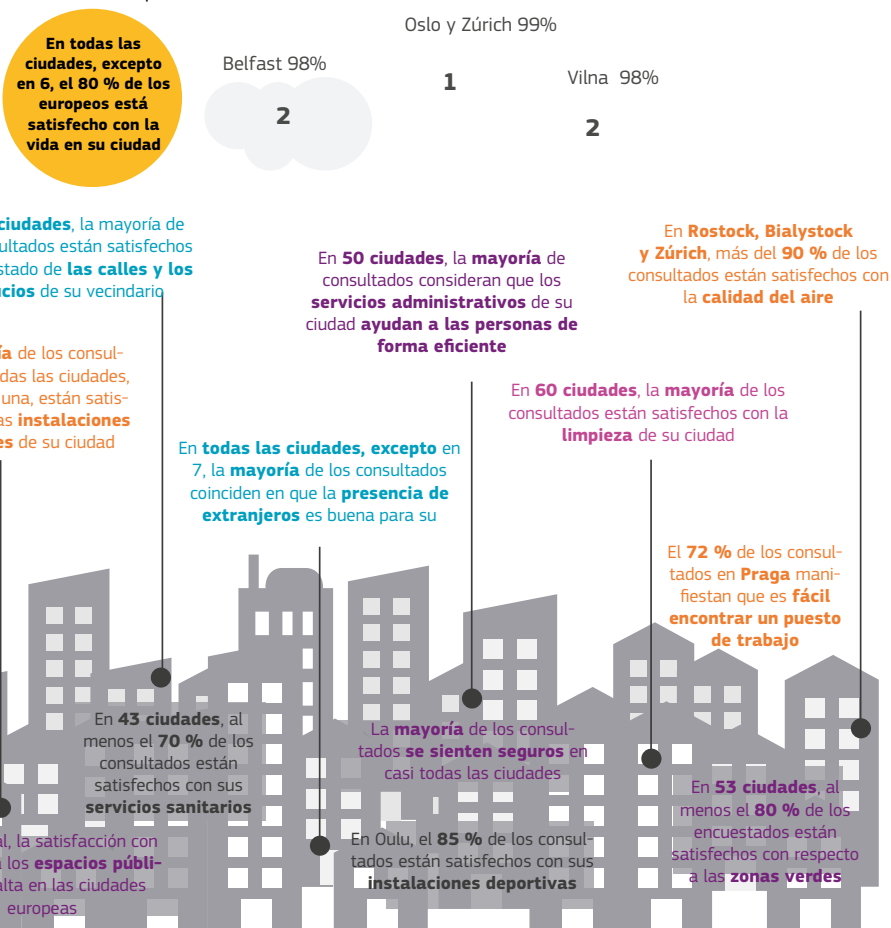 En todas las
ciudades, excepto
en 6, el 80 % de los
europeos está
satisfecho con la
vida en su ciudad
Oslo y Zúrich 99%
1
Belfast 98%
2
Vilna 98%
2
ciudades, la mayoría de
están satisfechos
de las calles y los
de su vecindario
En 50 ciudades, la mayoría de
consultados consideran que los
servicios administrativos de su
ciudad ayudan a las personas de
forma eficiente
En Rostock, Bialystock
y Zúrich, más del 90 % de los
consultados están satisfechos con
la calidad del aire
de los consul-
las ciudades,
una, están satis-
instalaciones
de su ciudad
En todas las ciudades, excepto en
7, la mayoría de los consultados
coinciden en que la presencia de
extranjeros es buena para su
En 60 ciudades, la mayoría de los
consultados están satisfechos con la
limpieza de su ciudad
El 72 % de los consul-
tados en Praga mani-
fiestan que es fácil
encontrar un puesto
de trabajo
En 43 ciudades, al
menos el 70 % de los
consultados están
satisfechos con sus
servicios sanitarios
La mayoría de los consul-
tados se sienten seguros en
casi todas las ciudades
En 53 ciudades, al
menos el 80 % de los
encuestados están
satisfechos con respecto
a las zonas verdes
la satisfacción con
los espacios públi-
alta en las ciudades
europeas
En Oulu, el 85 % de los consul-
tados están satisfechos con sus
instalaciones deportivas